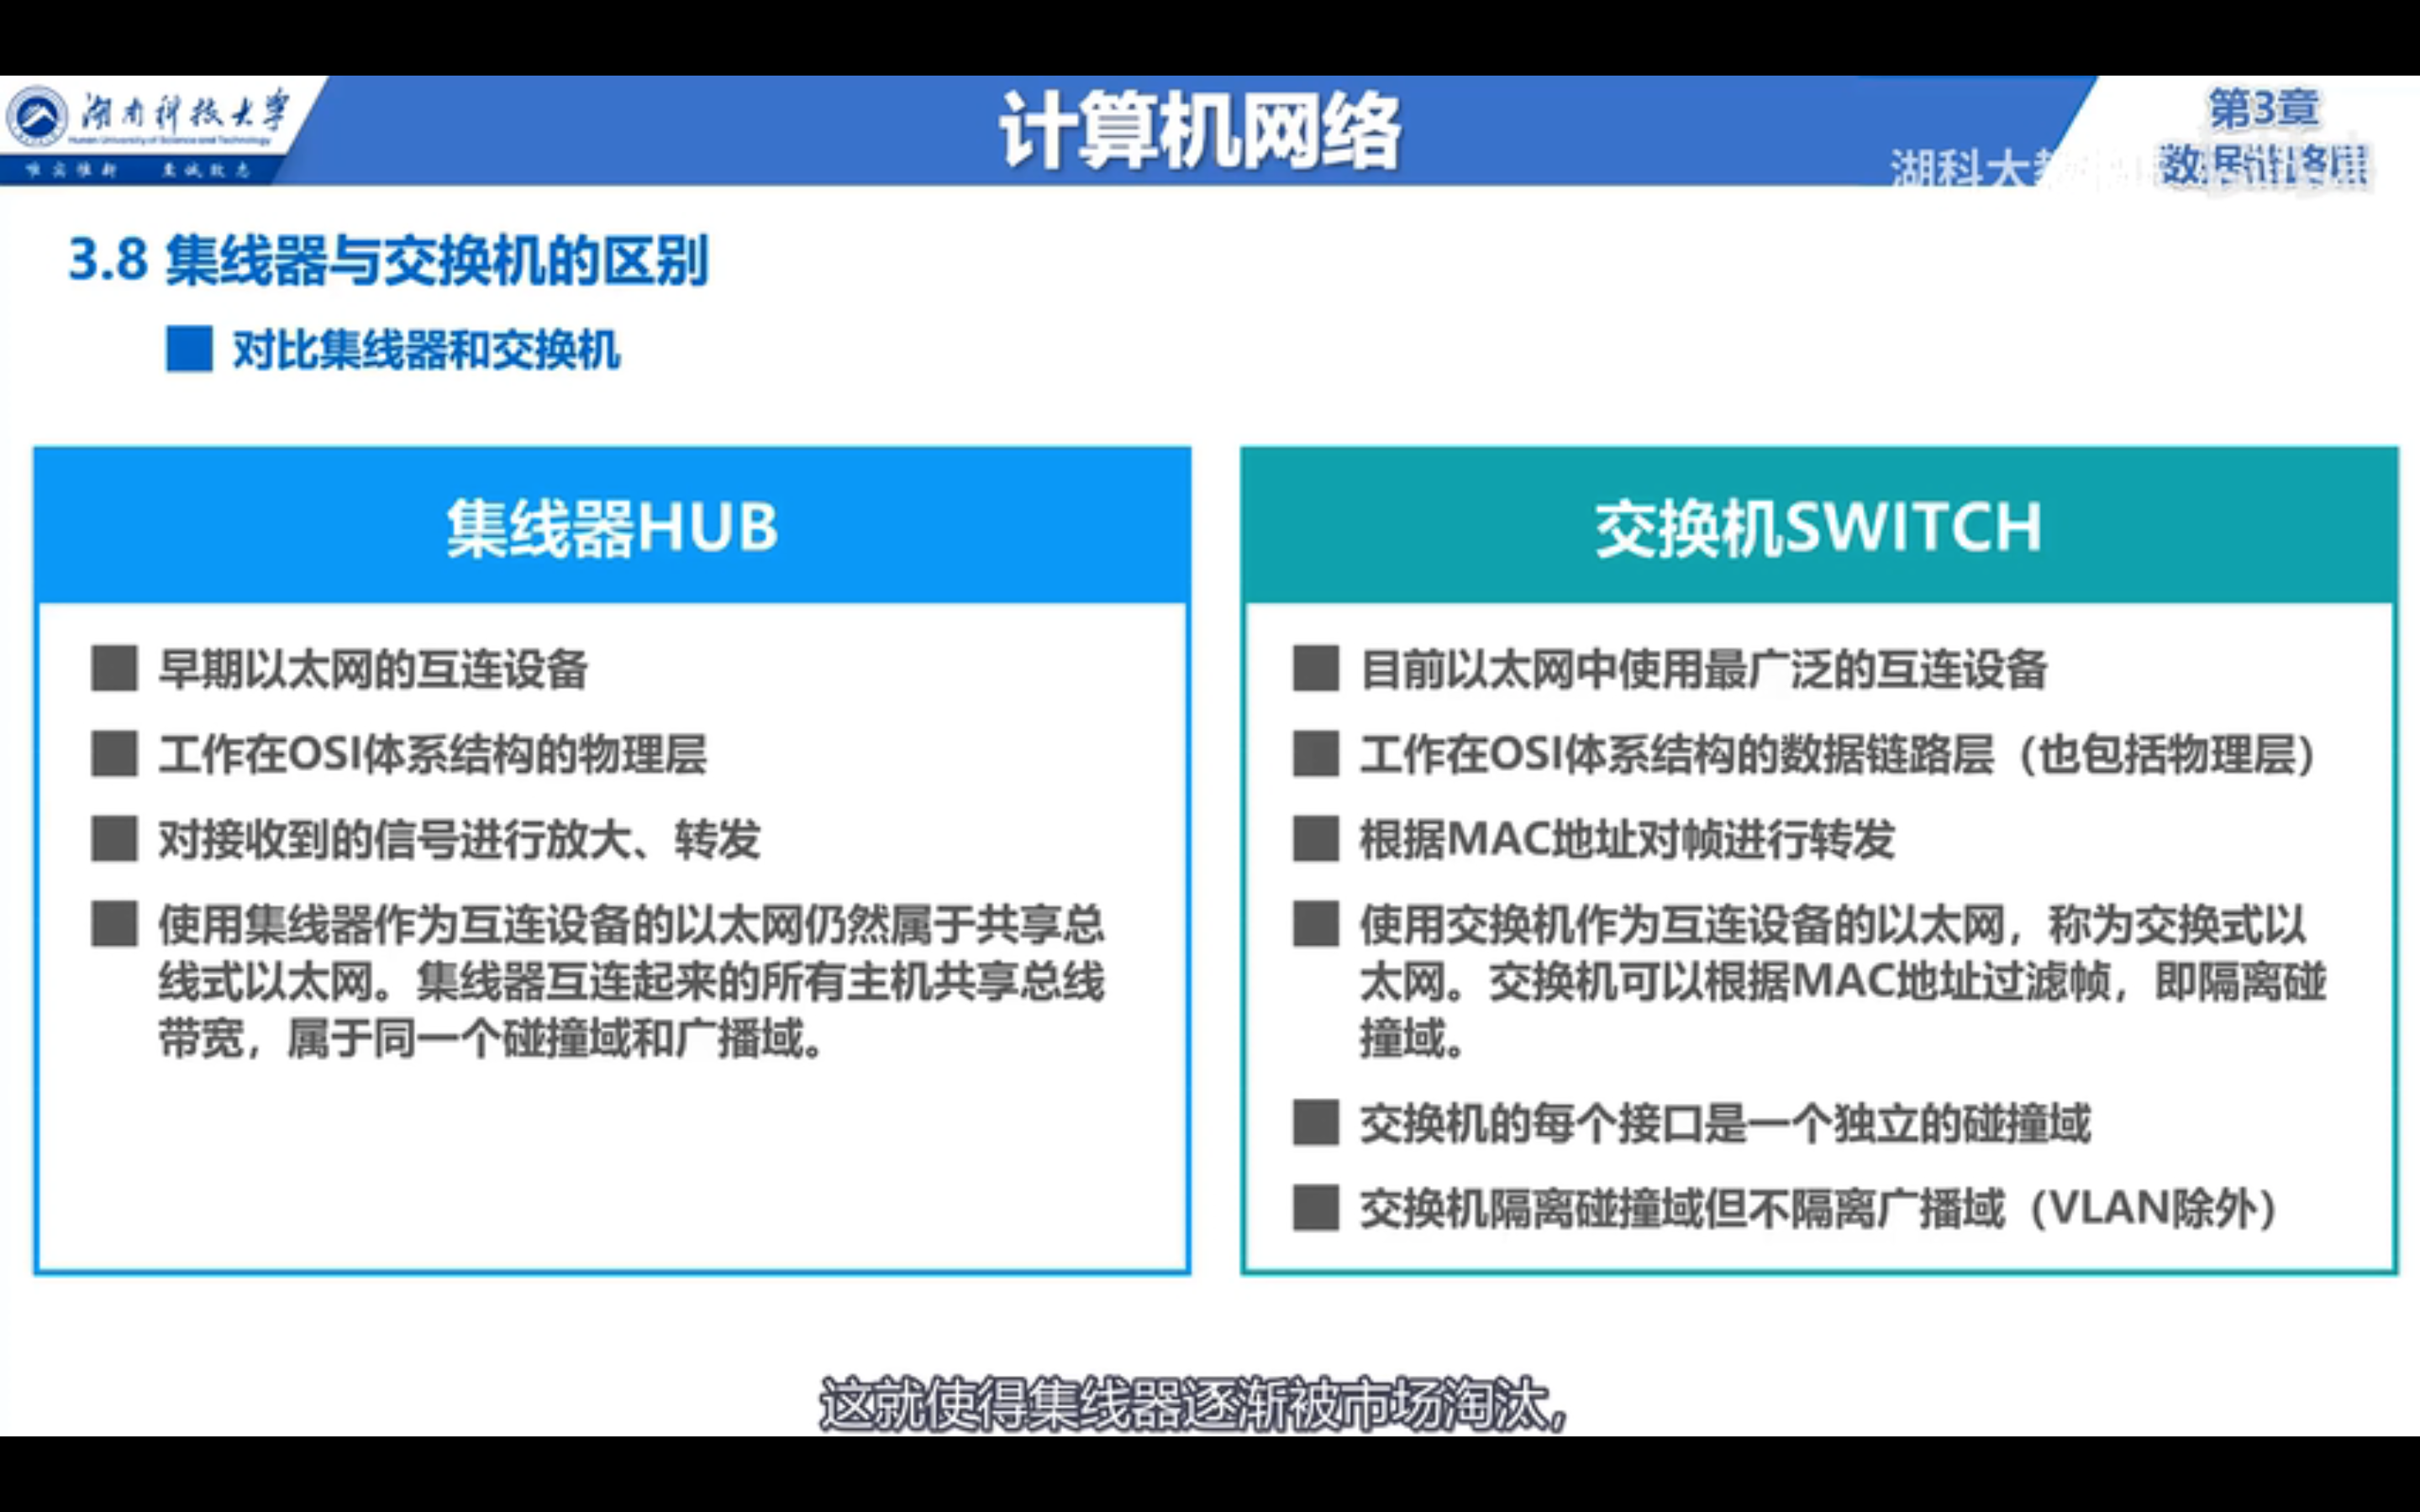 湖南科技大学
Hunan University of Science and Technology
唯实惟新 至诚致志
计算机网络
第3章
数据链路层
湖科大教
3.8 集线器与交换机的区别
对比集线器和交换机
集线器HUB
早期以太网的互连设备
工作在OSI体系结构的物理层
对接收到的信号进行放大、转发
使用集线器作为互连设备的以太网仍然属于共享总
线式以太网。集线器互连起来的所有主机共享总线
带宽，属于同一个碰撞域和广播域。
交换机SWITCH
目前以太网中使用最广泛的互连设备
工作在OSI体系结构的数据链路层（也包括物理层）
根据MAC地址对帧进行转发
使用交换机作为互连设备的以太网，称为交换式以
太网。交换机可以根据MAC地址过滤帧，即隔离碰
撞域。
交换机的每个接口是一个独立的碰撞域
交换机隔离碰撞域但不隔离广播域（VLAN除外）
这就使得集线器逐渐被市场淘汰，